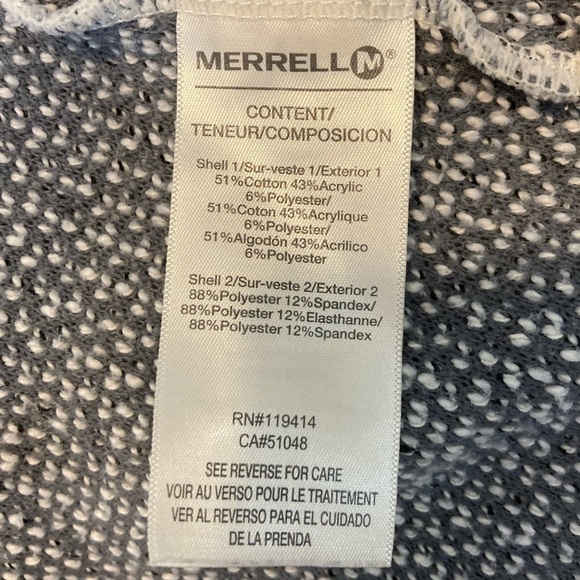 MERRELL M®
CONTENT/
TENEUR/COMPOSICION
Shell 1/Sur-veste 1/Exterior 1
51%Cotton 43%Acrylic
6%Polyester/
51%Coton 43%Acrylique
6%Polyester/
51%Algodón 43%Acrilico
6%Polyester
Shell 2/Sur-veste 2/Exterior 2
88%Polyester 12%Spandex/
88%Polyester 12%Elasthanne/
88%Polyester 12%Spandex
RN#119414
CA#51048
SEE REVERSE FOR CARE
VOIR AU VERSO POUR LE TRAITEMENT
VER AL REVERSO PARA EL CUIDADO
DE LA PRENDA